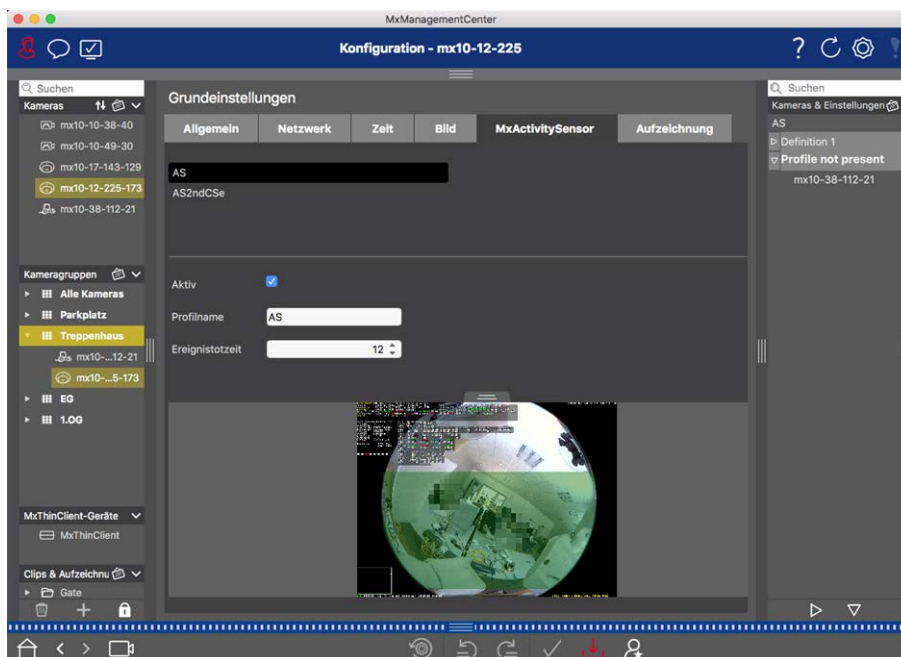 MxManagementCenter
Konfiguration - mx10-12-225
?
Suchen
Kameras
mx10-10-38-40
mx10-10-49-30
mx10-17-143-129
mx10-12-225-173
mx10-38-112-21
Kameragruppen
Alle Kameras
Parkplatz
Treppenhaus
mx10-...12-21
mx10-...5-173
EG
1.OG
MxThinClient-Geräte
MxThinClient
Clips & Aufzeichnu
Gate
Grundeinstellungen
Allgemein Netzwerk Zeit Bild MxActivitySensor Aufzeichnung
AS
AS2ndCSe
Aktiv
Profilname AS
Ereignistotzeit 12
Suchen
Kameras & Einstellungen
AS
Definition 1
Profile not present
mx10-38-112-21